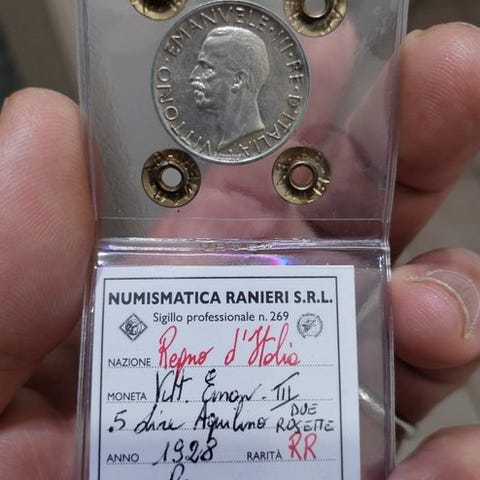 VITTORIO · EMANVELE · III · RE · D'ITALIA
NUMISMATICA RANIERI S.R.L.
Sigillo professionale n. 269
NAZIONE Regno d'Italia
MONETA Vitt. Eman. III
5 lire Aquilino DUE ROSETTE
ANNO 1928 RARITÀ RR